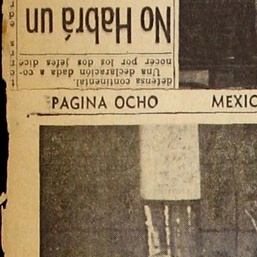 No Habrá un
defensa continental.
Una declaración dada a co-
nocer por los dos jefes dice
PAGINA OCHO MEXIC